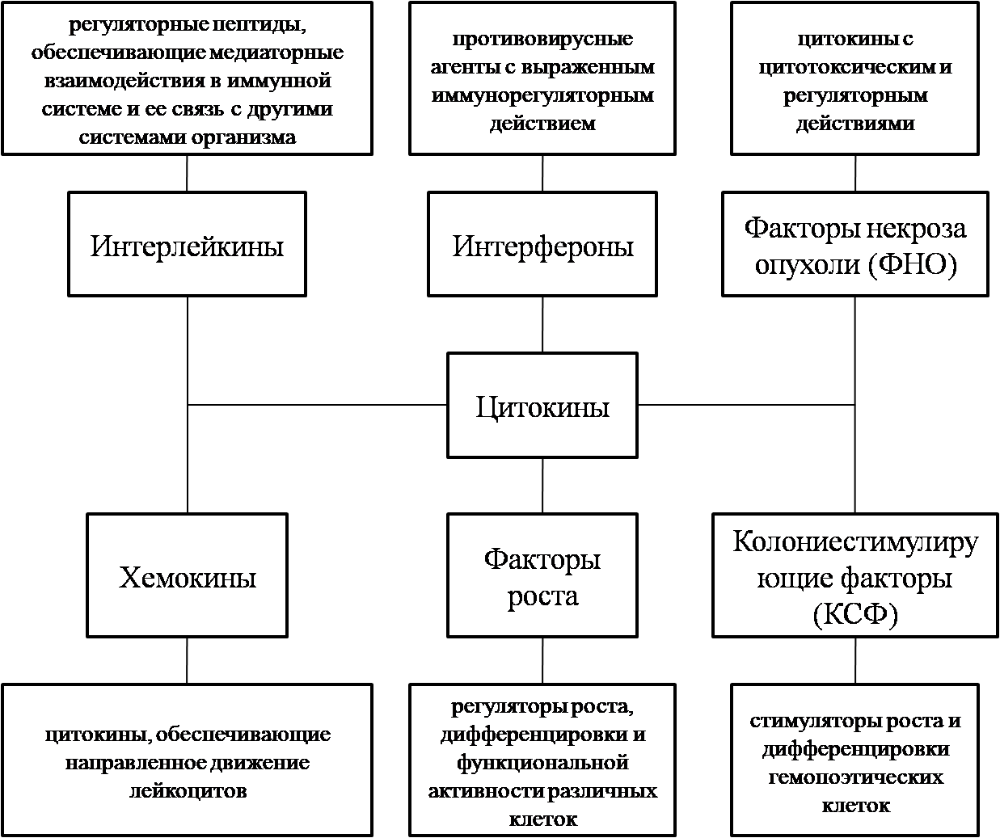 регуляторные пептиды,
обеспечивающие медиаторные
взаимодействия в иммунной
системе и ее связь с другими
системами организма
противовирусные
агенты с выраженным
иммунорегуляторным
действием
цитокины с
цитотоксическим и
регуляторным
действиями
Интерлейкины
Интерфероны
Факторы некроза
опухоли (ФНО)
Цитокины
Хемокины
Факторы
роста
Колониестимулиру
ющие факторы
(КСФ)
цитокины, обеспечивающие
направленное движение
лейкоцитов
регуляторы роста,
дифференцировки и
функциональной
активности различных
клеток
стимуляторы роста и
дифференцировки
гемопоэтических
клеток